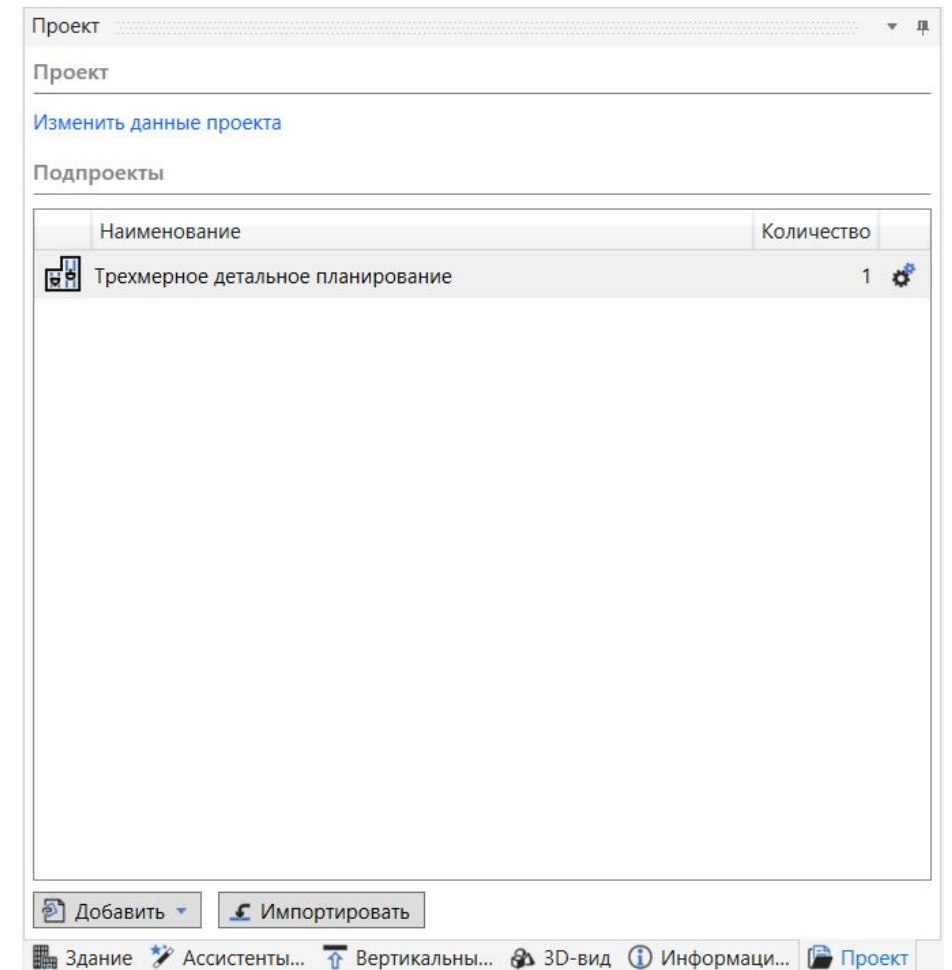 Проект
Проект
Изменить данные проекта
Подпроекты
Наименование Количество
Трехмерное детальное планирование 1
Добавить Импортировать
Здание Ассистенты... Вертикальны... 3D-вид Информаци... Проект